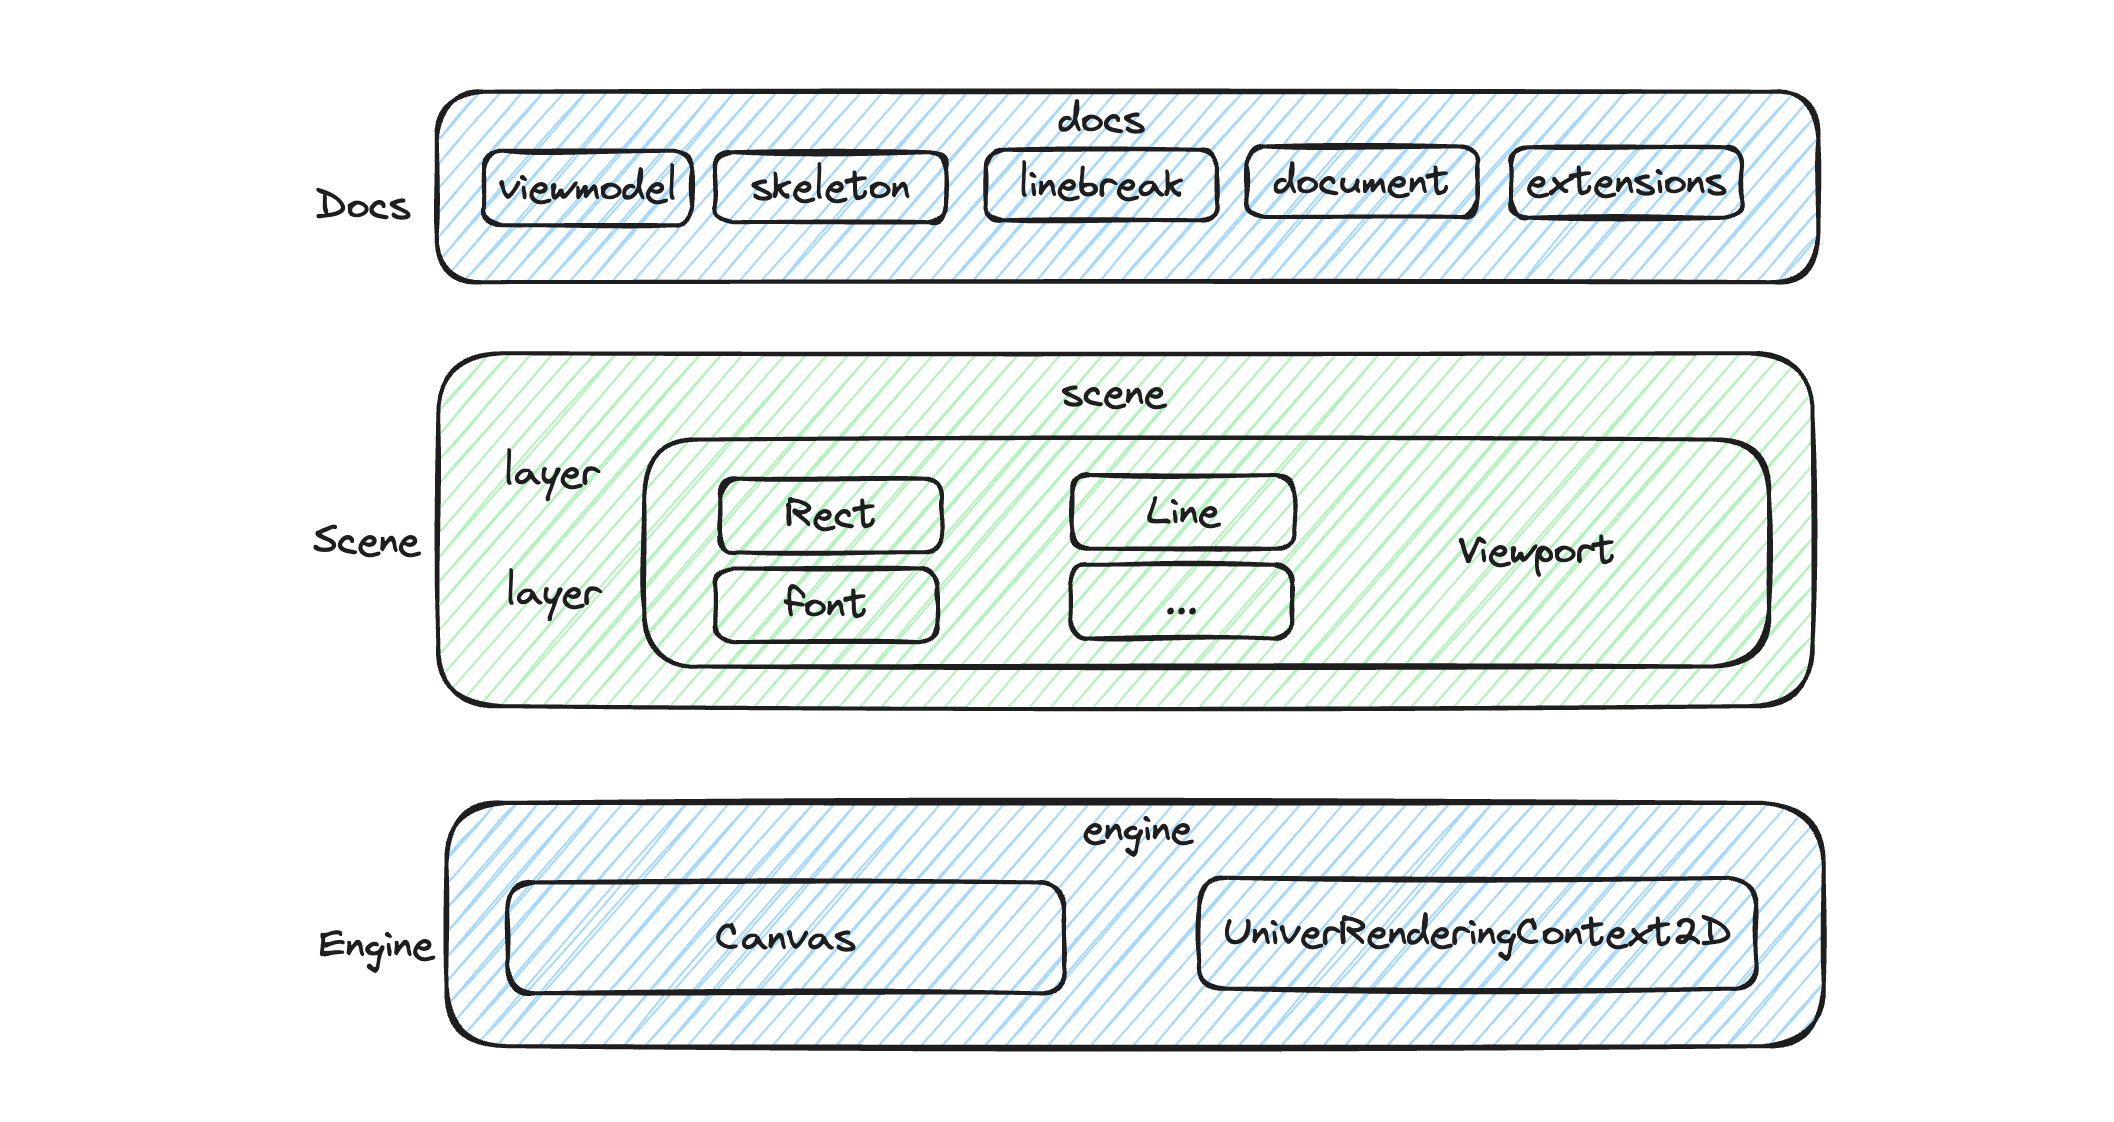 docs
Docs
viewmodel
skeleton
linebreak
document
extensions
scene
Scene
layer
layer
Rect
Line
font
...
Viewport
engine
Engine
Canvas
UniverRenderingContext2D